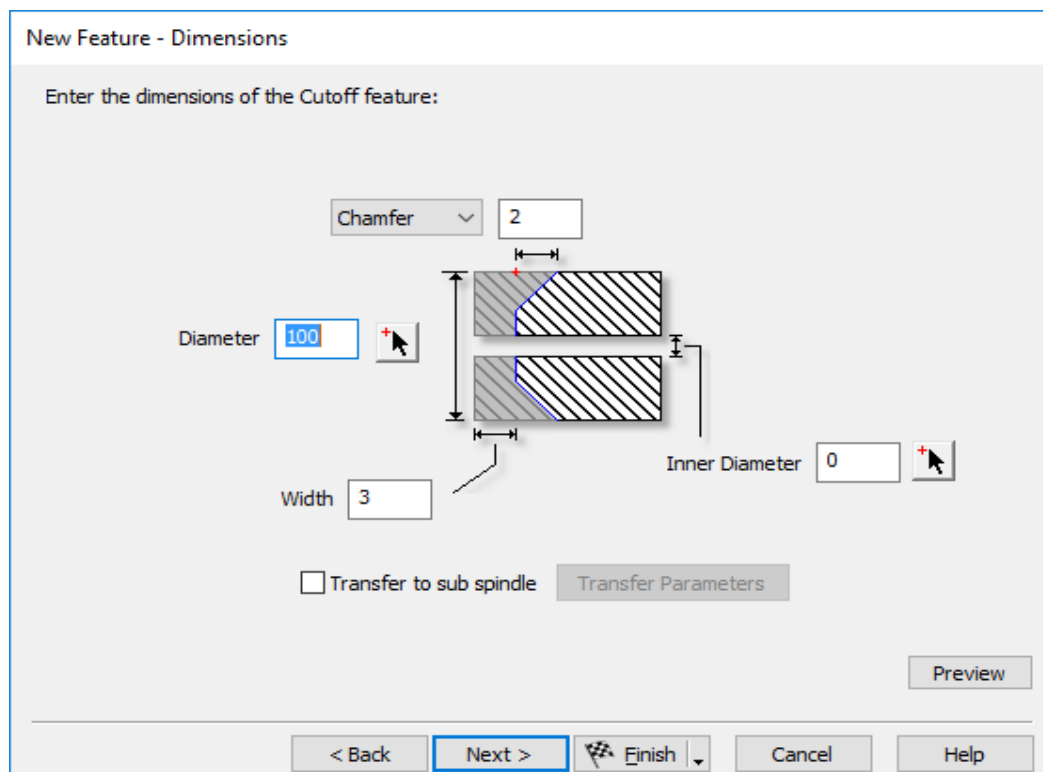 New Feature - Dimensions
Enter the dimensions of the Cutoff feature:
Chamfer 2
Diameter 100
Inner Diameter 0
Width 3
Transfer to sub spindle Transfer Parameters
Preview
< Back Next > Finish Cancel Help